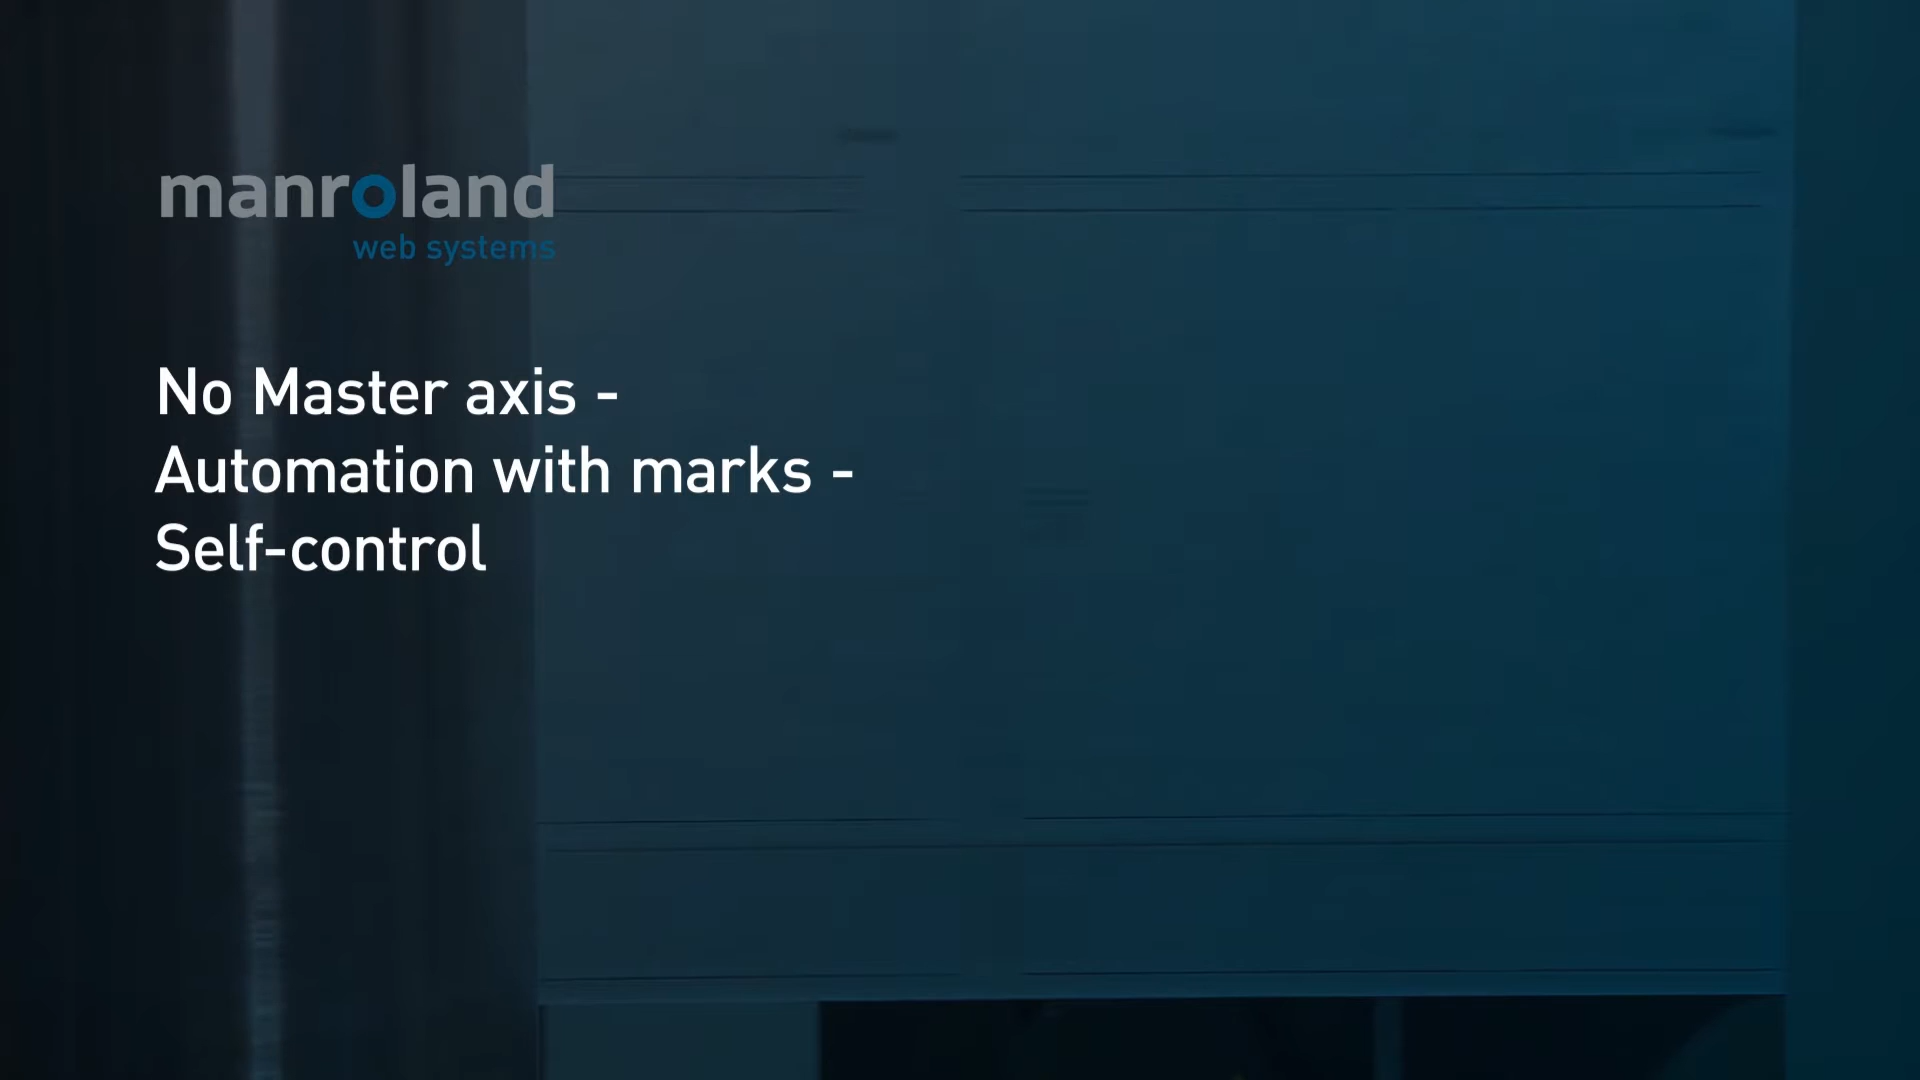 manroland
web systems
No Master axis -
Automation with marks -
Self-control